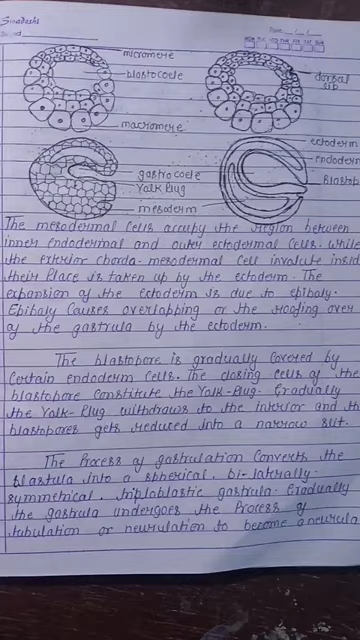 Date
micromere
blastocoele
dorsal
lip
macromere
ectoderm
endoderm
gastrocoele
Yolk Plug
Blastop
mesoderm
The mesodermal cells occupy the region between
inner endodermal and outer ectodermal cells. While
the exterior chorda-mesodermal cell involute inside
their Place is taken up by the ectoderm. The
expansion of the ectoderm is due to epiboly.
Epiboly causes overlapping or the roofing over
of the gastrula by the ectoderm.
The blastopore is gradually covered by
certain endoderm cells. The closing cells of the
blastopore constitute the Yolk-Plug. Gradually
the Yolk-Plug withdraws to the interior and the
blastopores gets reduced into a narrow slit.
The Process of gastrulation converts the
blastula into a spherical, bi-laterally-
symmetrical, triploblastic gastrula. Gradually
the gastrula undergoes the Process of
tubulation or neurulation to become a neurula